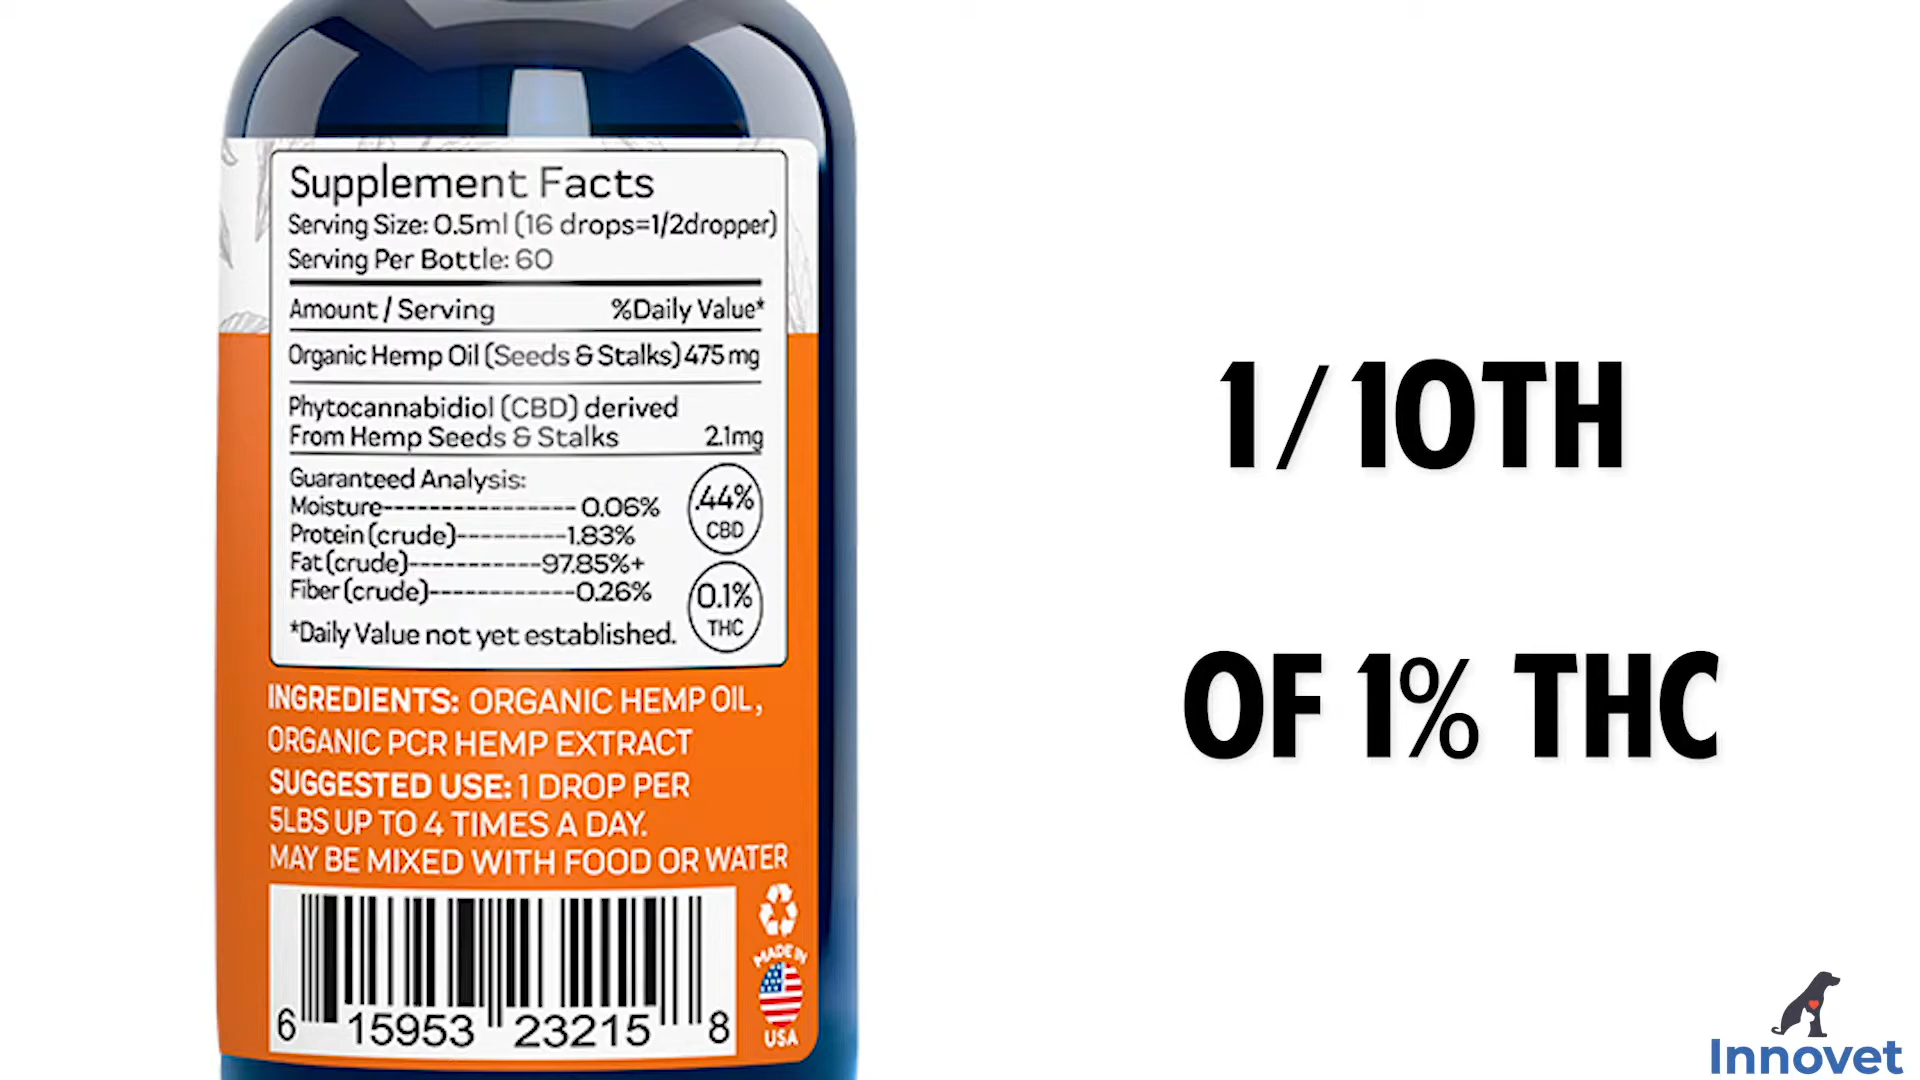 Supplement Facts
Serving Size: 0.5ml (16 drops=1/2dropper)
Serving Per Bottle: 60
Amount / Serving %Daily Value*
Organic Hemp Oil (Seeds & Stalks) 475 mg
Phytocannabidiol (CBD) derived
From Hemp Seeds & Stalks 2.1mg
Guaranteed Analysis:
Moisture---------------- 0.06%
Protein (crude)---------1.83%
Fat (crude)-----------97.85%+
Fiber (crude)------------0.26%
*Daily Value not yet established.
.44%
CBD
0.1%
THC
INGREDIENTS: ORGANIC HEMP OIL,
ORGANIC PCR HEMP EXTRACT
SUGGESTED USE: 1 DROP PER
5LBS UP TO 4 TIMES A DAY.
MAY BE MIXED WITH FOOD OR WATER
6 15953 23215 8
MADE IN
USA
1/10TH
OF 1% THC
Innovet